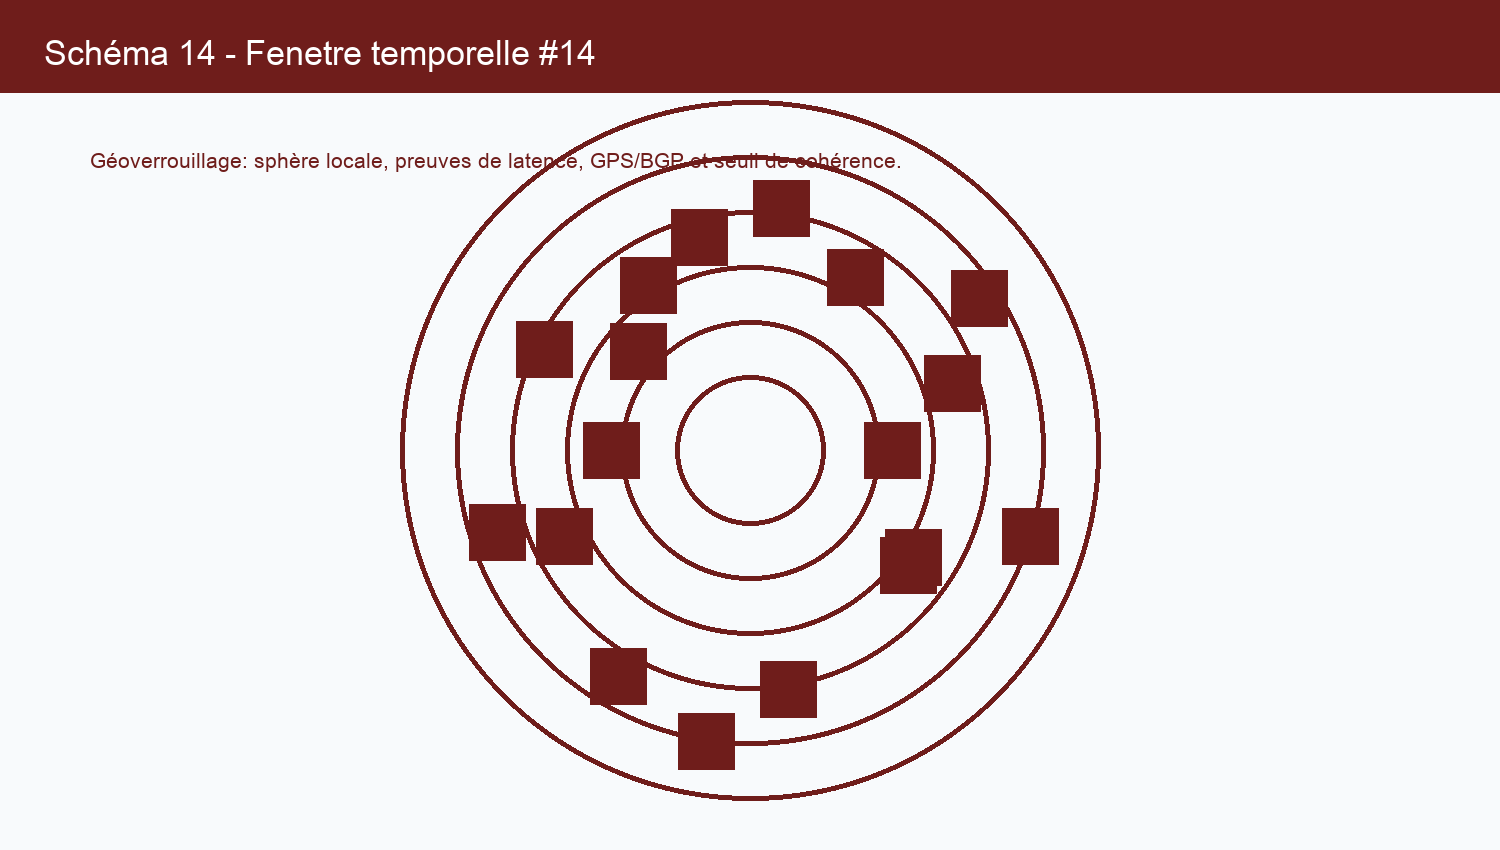 Schéma 14 - Fenetre temporelle #14
Géoverrouillage: sphère locale, preuves de latence, GPS/BGP et seuil de cohérence.